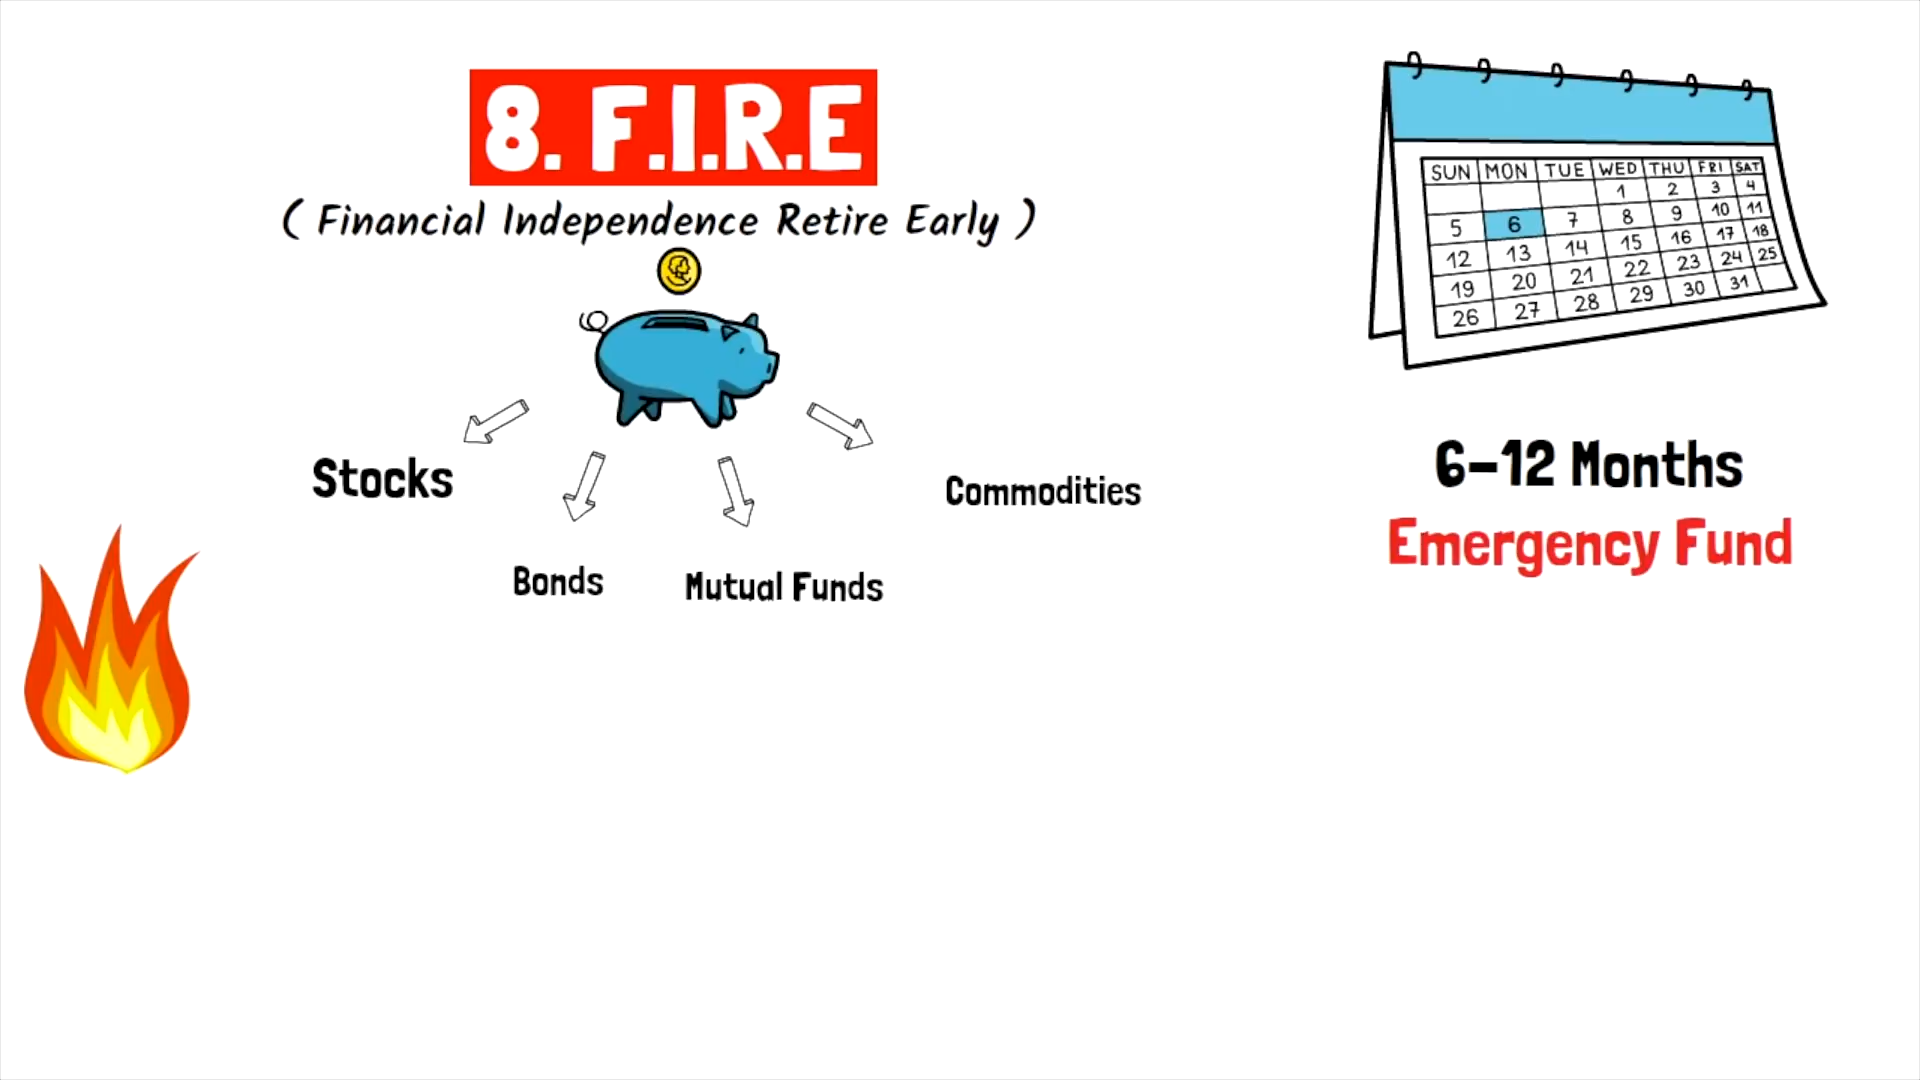 8. F.I.R.E
( Financial Independence Retire Early )
Stocks
Commodities
Bonds
Mutual Funds
SUN MON TUE WED THU FRI SAT
1 2 3 4
5 6 7 8 9 10 11
12 13 14 15 16 17 18
19 20 21 22 23 24 25
26 27 28 29 30 31
6-12 Months
Emergency Fund